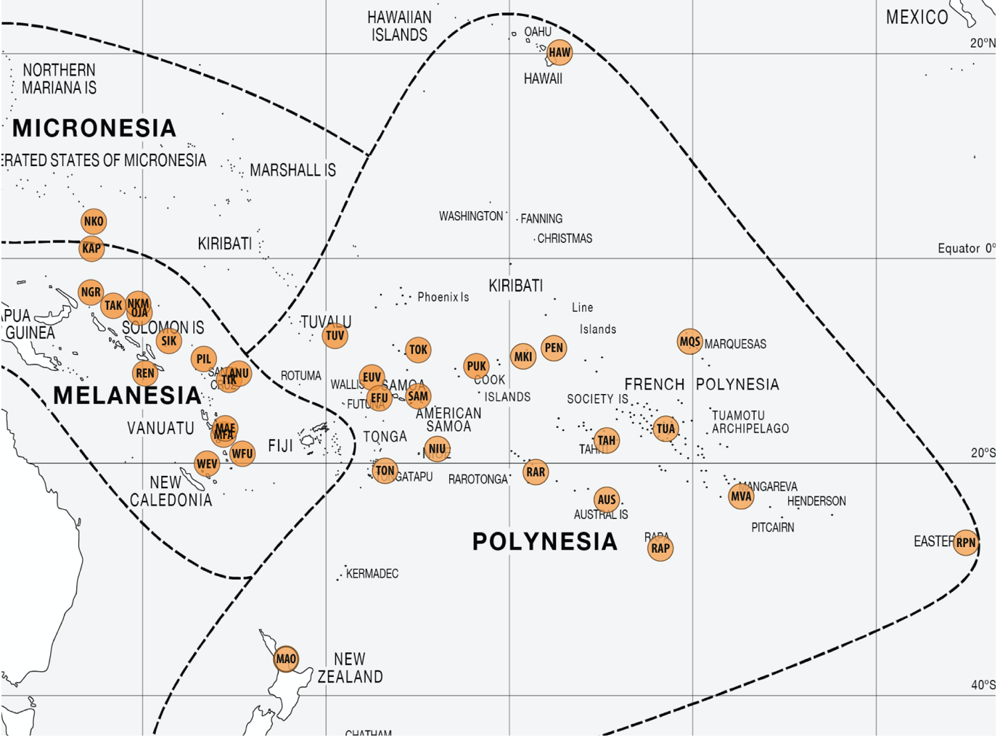 HAWAIIAN
ISLANDS
OAHU
HAW
HAWAII
MEXICO
20°N
NORTHERN
MARIANA IS
MICRONESIA
ERATED STATES OF MICRONESIA
MARSHALL IS
NKO
KAP
KIRIBATI
WASHINGTON
FANNING
CHRISTMAS
Equator 0°
NGR
TAK
NKM
OJA
APUA
GUINEA
SOLOMON IS
SIK
PIL
REN
ANU
TIK
KIRIBATI
Phoenix Is
Line
Islands
TUVALU
TUV
TOK
PUK
MKI
PEN
MQS
MARQUESAS
ROTUMA
WALLIS
EUV
SAMOA
FUTUNA
EFU
SAM
COOK
ISLANDS
FRENCH POLYNESIA
SOCIETY IS
MELANESIA
AMERICAN
SAMOA
TUAMOTU
ARCHIPELAGO
VANUATU
MAE
MFA
WFU
WEV
FIJI
TONGA
NIU
TAH
TUA
20°S
NEW
CALEDONIA
TON
RAROTONGA
RAR
AUS
AUSTRAL IS
MANGAREVA
MVA
HENDERSON
PITCAIRN
POLYNESIA
RAPA
RAP
EASTER
RPN
KERMADEC
MAO
NEW
ZEALAND
40°S
CHATHAM